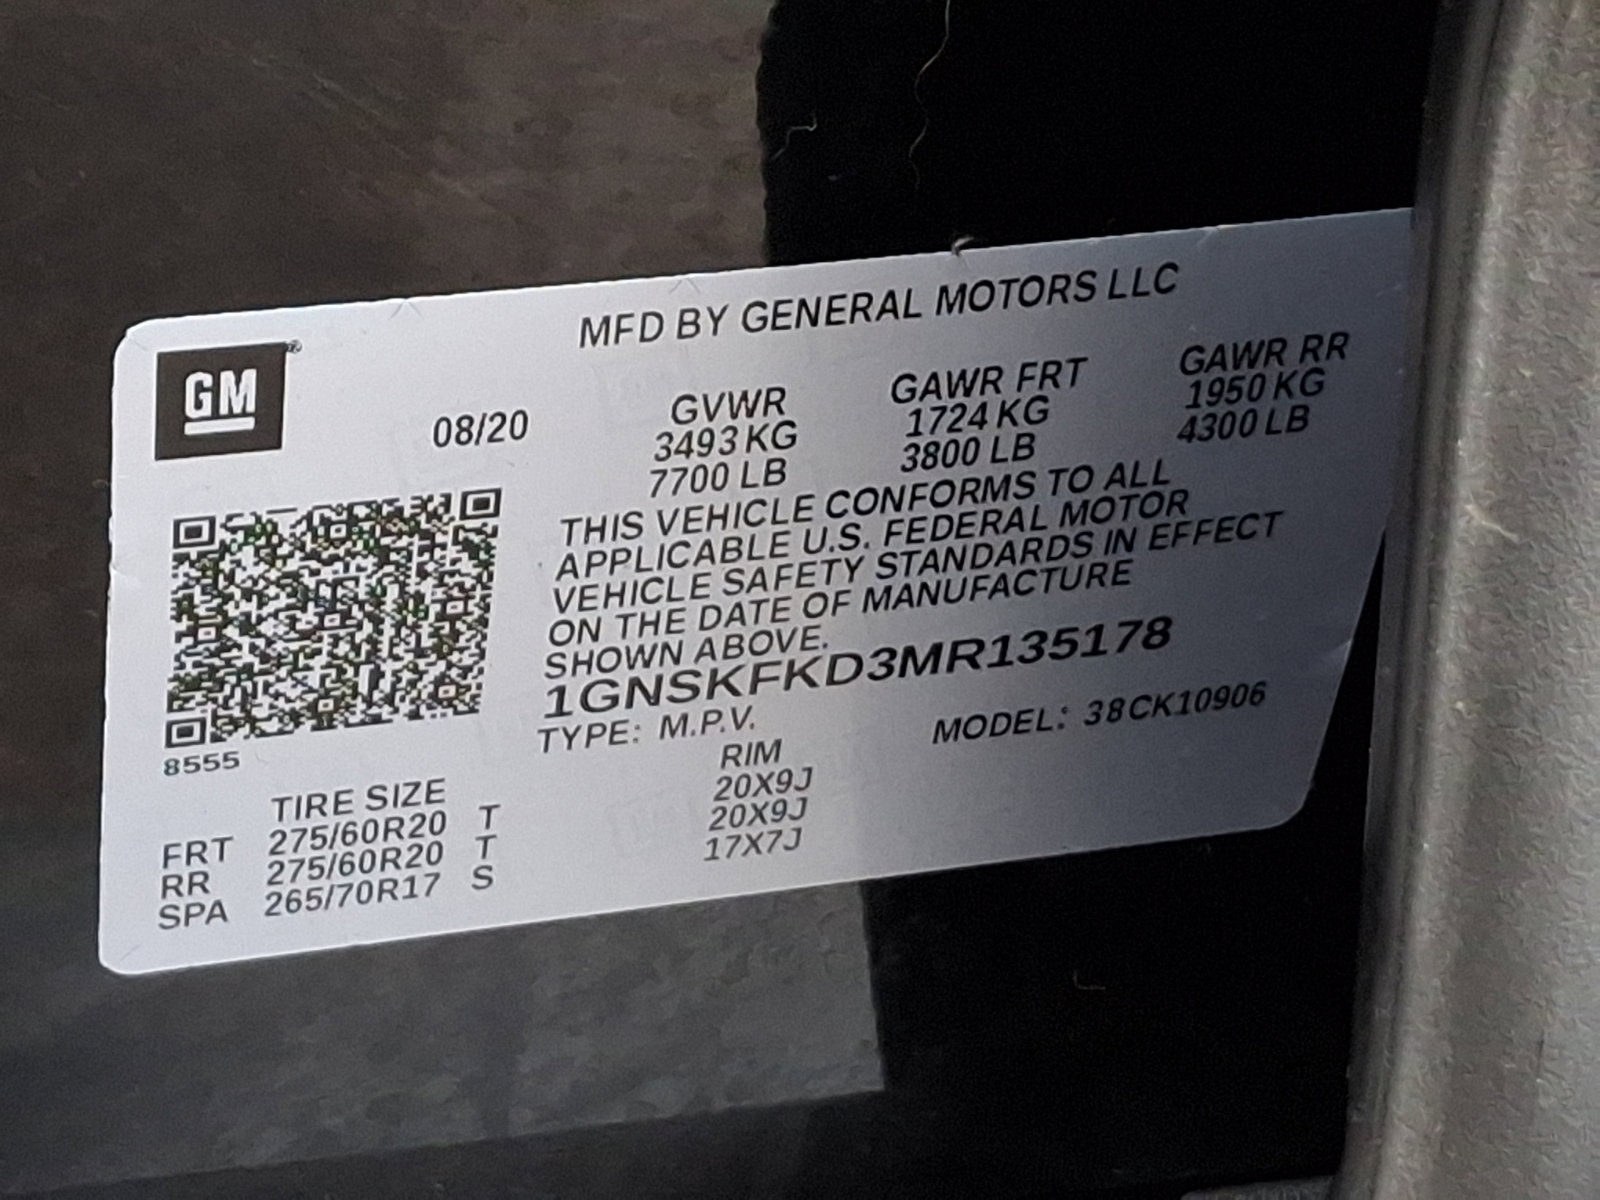 MFD BY GENERAL MOTORS LLC
GM
08/20
GVWR GAWR FRT GAWR RR
3493 KG 1724 KG 1950 KG
7700 LB 3800 LB 4300 LB
THIS VEHICLE CONFORMS TO ALL
APPLICABLE U.S. FEDERAL MOTOR
VEHICLE SAFETY STANDARDS IN EFFECT
ON THE DATE OF MANUFACTURE
SHOWN ABOVE.
1GNSKFKD3MR135178
TYPE: M.P.V. MODEL: 38CK10906
8555
TIRE SIZE RIM
FRT 275/60R20 T 20X9J
RR 275/60R20 T 20X9J
SPA 265/70R17 S 17X7J